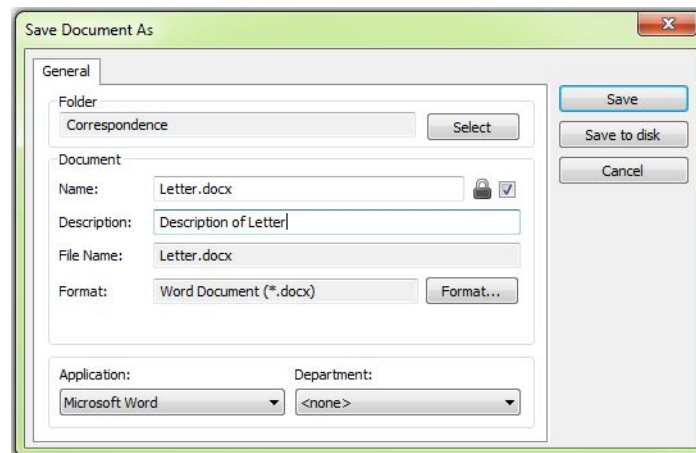 Save Document As
General
Folder
Correspondence
Select
Document
Name:
Letter.docx
Description:
Description of Letter
File Name:
Letter.docx
Format:
Word Document (*.docx)
Format...
Application:
Department:
Microsoft Word
<none>
Save
Save to disk
Cancel